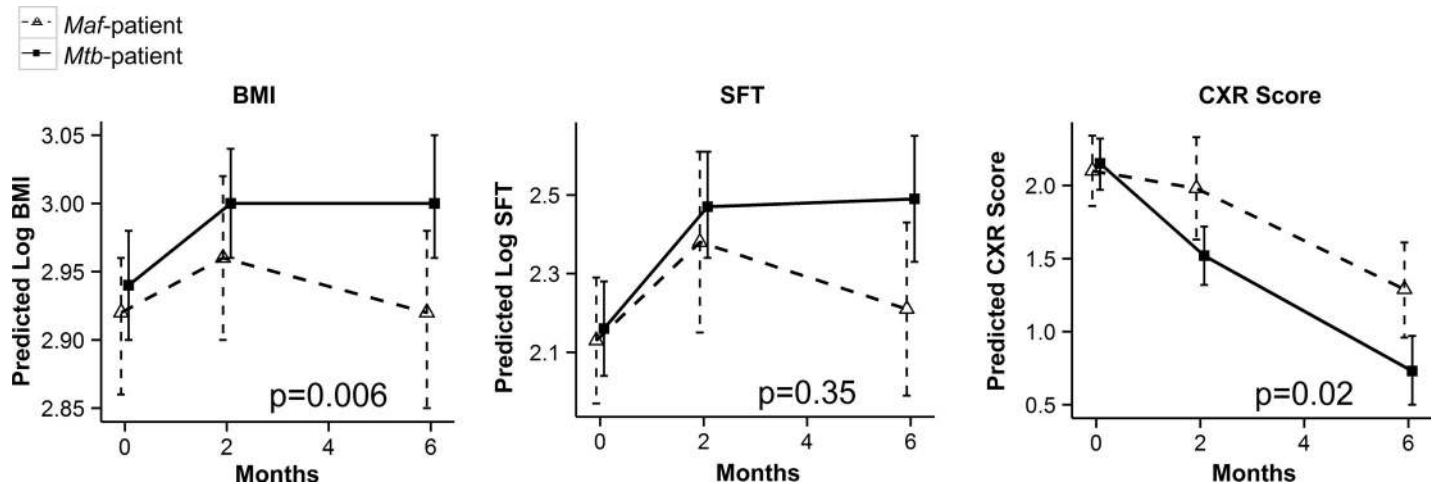 Maf-patient
Mtb-patient
BMI
Predicted Log BMI
3.05
3.00
2.95
2.90
2.85
p=0.006
0 2 4 6
Months
SFT
Predicted Log SFT
2.5
2.3
2.1
p=0.35
0 2 4 6
Months
CXR Score
Predicted CXR Score
2.0
1.5
1.0
0.5
p=0.02
0 2 4 6
Months